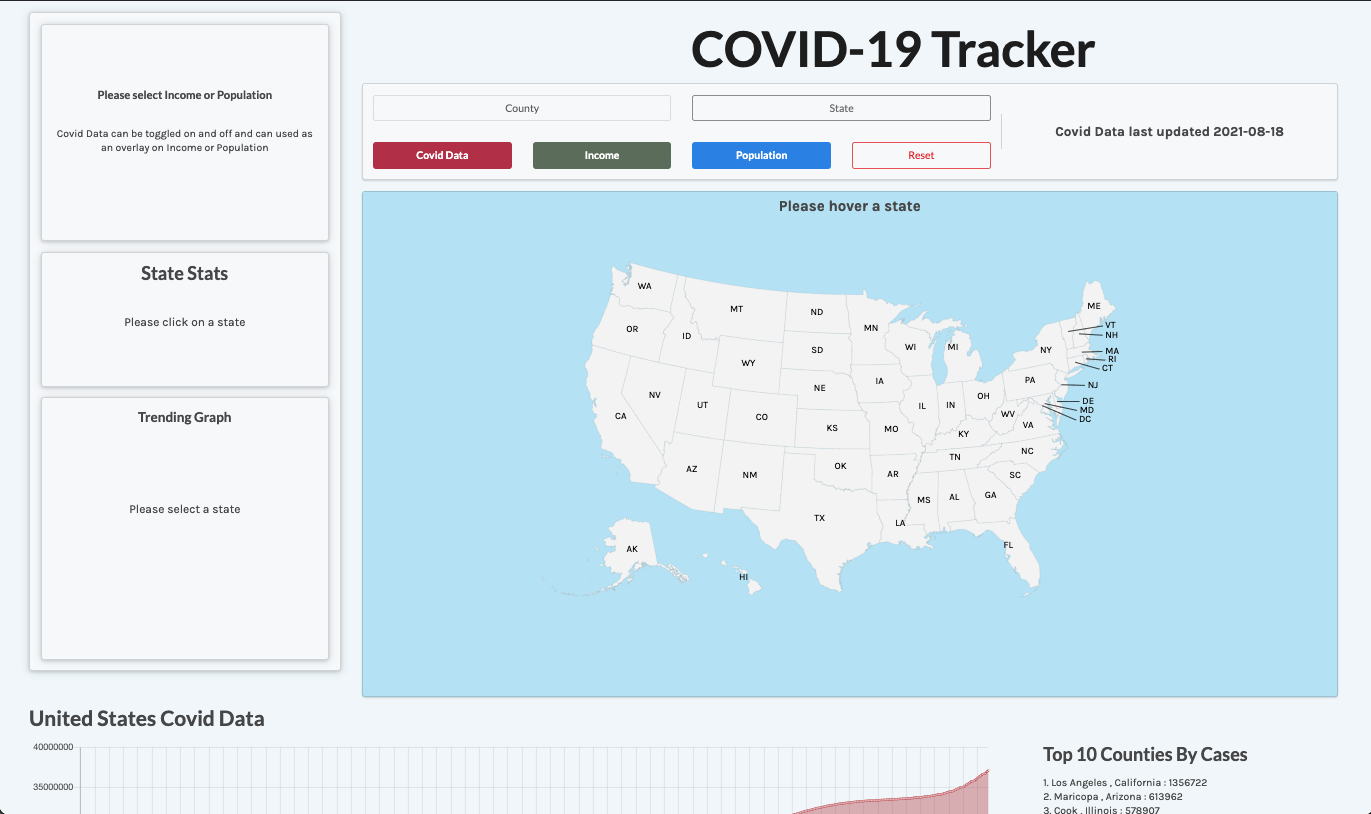 Please select Income or Population
Covid Data can be toggled on and off and can used as
an overlay on Income or Population
State Stats
Please click on a state
Trending Graph
Please select a state
COVID-19 Tracker
County
State
Covid Data
Income
Population
Reset
Covid Data last updated 2021-08-18
Please hover a state
WA
MT
ND
MN
ME
VT
NH
OR
ID
SD
WI
MI
NY
MA
RI
CT
WY
NE
IA
PA
NJ
NV
UT
CO
IL
IN
OH
DE
MD
DC
CA
KS
MO
KY
WV
VA
AZ
NM
OK
AR
TN
NC
SC
TX
MS
AL
GA
LA
FL
AK
HI
United States Covid Data
40000000
35000000
Top 10 Counties By Cases
1. Los Angeles , California : 1356722
2. Maricopa , Arizona : 613962
3. Cook , Illinois : 578907